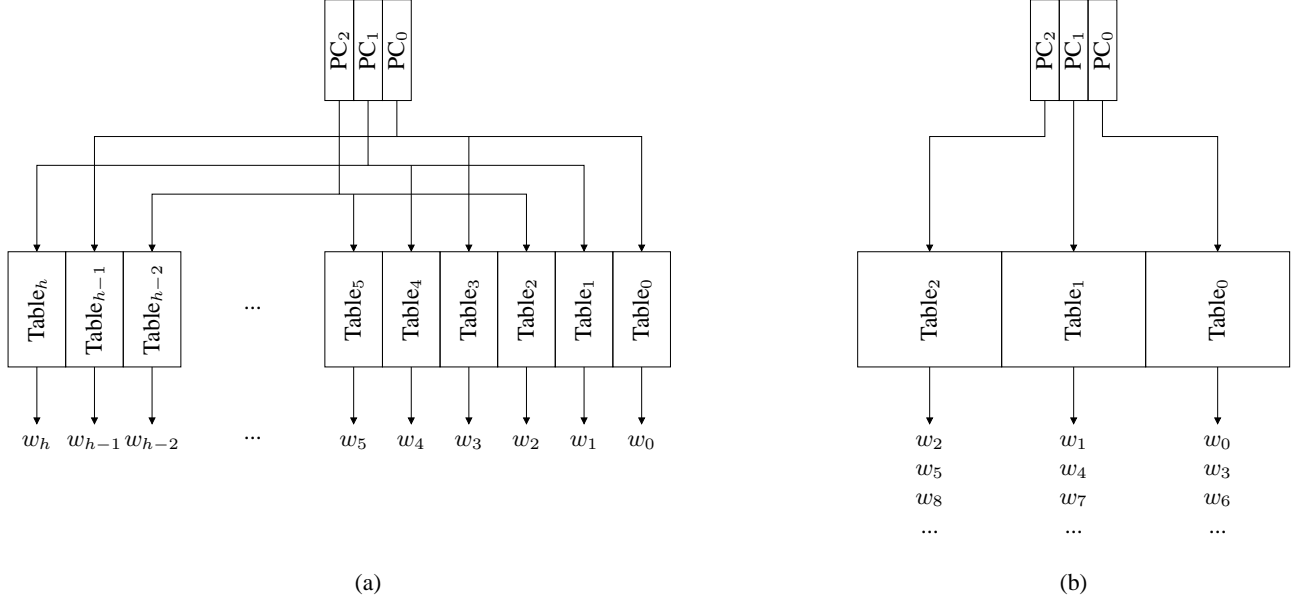 PC₂ PC₁ PC₀
PC₂ PC₁ PC₀
Tableₕ Tableₕ₋₁ Tableₕ₋₂ ... Table₅ Table₄ Table₃ Table₂ Table₁ Table₀
Table₂ Table₁ Table₀
wₕ wₕ₋₁ wₕ₋₂ ... w₅ w₄ w₃ w₂ w₁ w₀
w₂ w₁ w₀
w₅ w₄ w₃
w₈ w₇ w₆
... ... ...
(a) (b)